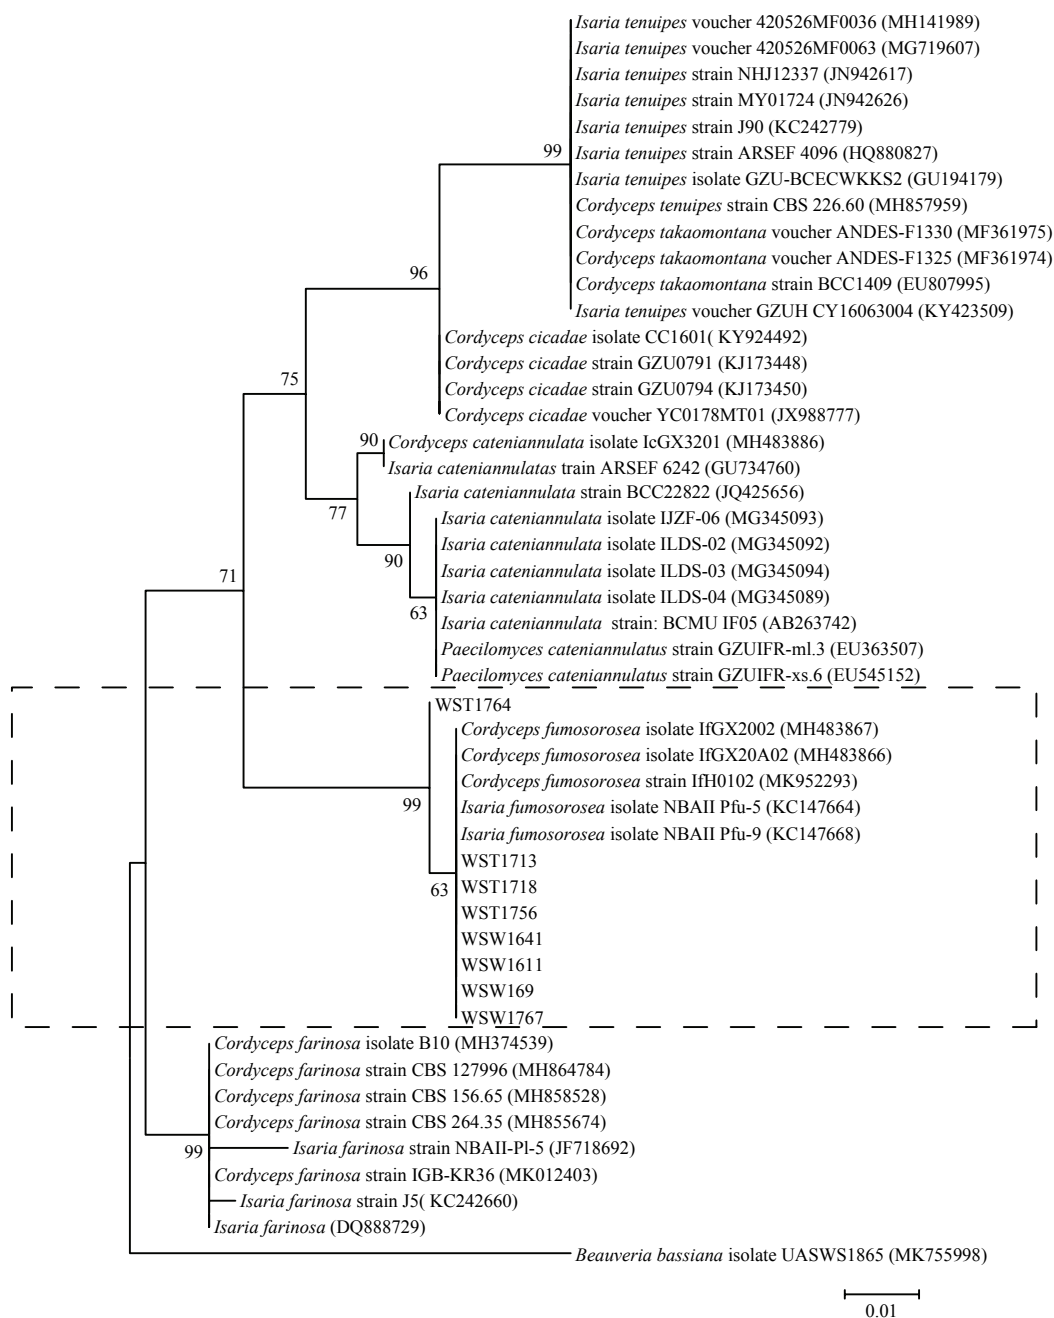 Isaria tenuipes voucher 420526MF0036 (MH141989)
Isaria tenuipes voucher 420526MF0063 (MG719607)
Isaria tenuipes strain NHJ12337 (JN942617)
Isaria tenuipes strain MY01724 (JN942626)
Isaria tenuipes strain J90 (KC242779)
99
Isaria tenuipes strain ARSEF 4096 (HQ880827)
Isaria tenuipes isolate GZU-BCECWKKS2 (GU194179)
Cordyceps tenuipes strain CBS 226.60 (MH857959)
Cordyceps takaomontana voucher ANDES-F1330 (MF361975)
Cordyceps takaomontana voucher ANDES-F1325 (MF361974)
96
Cordyceps takaomontana strain BCC1409 (EU807995)
Isaria tenuipes voucher GZUH CY16063004 (KY423509)
Cordyceps cicadae isolate CC1601( KY924492)
Cordyceps cicadae strain GZU0791 (KJ173448)
75
Cordyceps cicadae strain GZU0794 (KJ173450)
Cordyceps cicadae voucher YC0178MT01 (JX988777)
90
Cordyceps cateniannulata isolate IcGX3201 (MH483886)
Isaria cateniannulatas train ARSEF 6242 (GU734760)
Isaria cateniannulata strain BCC22822 (JQ425656)
77
Isaria cateniannulata isolate IJZF-06 (MG345093)
Isaria cateniannulata isolate ILDS-02 (MG345092)
90
Isaria cateniannulata isolate ILDS-03 (MG345094)
71
Isaria cateniannulata isolate ILDS-04 (MG345089)
63
Isaria cateniannulata strain: BCMU IF05 (AB263742)
Paecilomyces cateniannulatus strain GZUIFR-ml.3 (EU363507)
Paecilomyces cateniannulatus strain GZUIFR-xs.6 (EU545152)
WST1764
Cordyceps fumosorosea isolate IfGX2002 (MH483867)
Cordyceps fumosorosea isolate IfGX20A02 (MH483866)
Cordyceps fumosorosea strain IfH0102 (MK952293)
99
Isaria fumosorosea isolate NBAII Pfu-5 (KC147664)
Isaria fumosorosea isolate NBAII Pfu-9 (KC147668)
WST1713
63
WST1718
WST1756
WSW1641
WSW1611
WSW169
WSW1767
Cordyceps farinosa isolate B10 (MH374539)
Cordyceps farinosa strain CBS 127996 (MH864784)
Cordyceps farinosa strain CBS 156.65 (MH858528)
Cordyceps farinosa strain CBS 264.35 (MH855674)
99
Isaria farinosa strain NBAII-Pl-5 (JF718692)
Cordyceps farinosa strain IGB-KR36 (MK012403)
Isaria farinosa strain J5( KC242660)
Isaria farinosa (DQ888729)
Beauveria bassiana isolate UASWS1865 (MK755998)
0.01